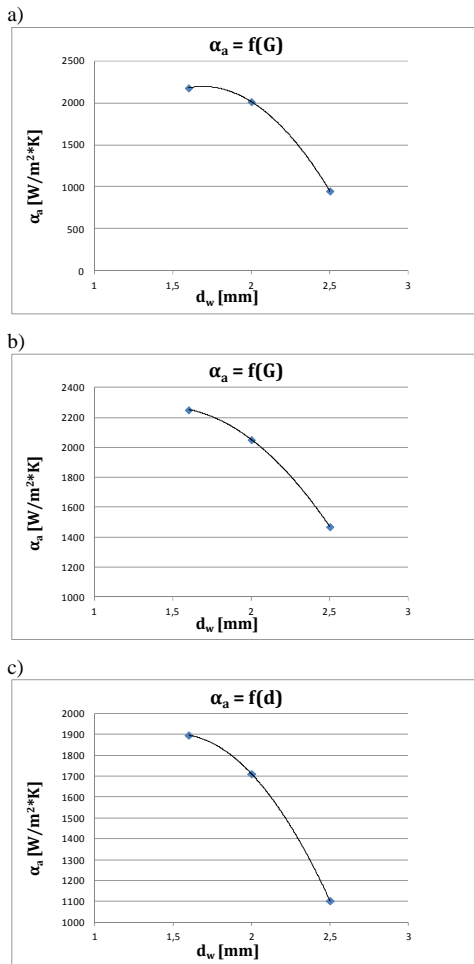 a)
αₐ = f(G)
2500
2000
1500
1000
500
0
αₐ [W/m²*K]
1 1,5 2 2,5 3
d_w [mm]
b)
αₐ = f(G)
2400
2200
2000
1800
1600
1400
1200
1000
αₐ [W/m²*K]
1 1,5 2 2,5 3
d_w [mm]
c)
αₐ = f(d)
2000
1900
1800
1700
1600
1500
1400
1300
1200
1100
1000
αₐ [W/m²*K]
1 1,5 2 2,5 3
d_w [mm]